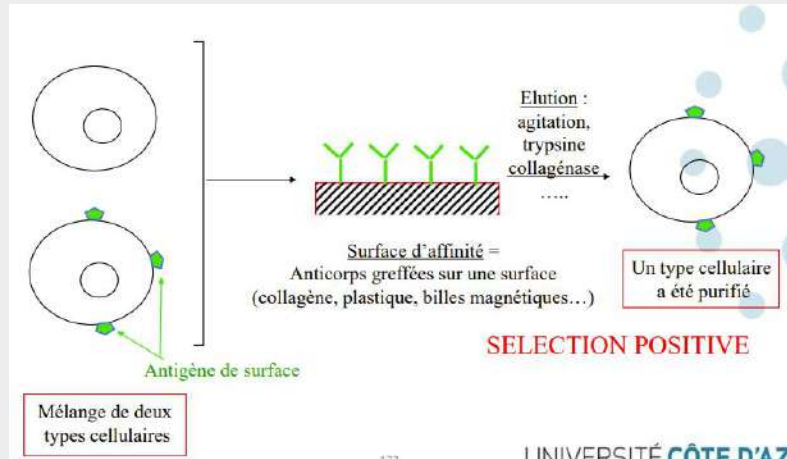 Elution :
agitation,
trypsine
collagénase
.....
Surface d'affinité =
Anticorps greffées sur une surface
(collagène, plastique, billes magnétiques…)
Un type cellulaire
a été purifié
SELECTION POSITIVE
Antigène de surface
Mélange de deux
types cellulaires
UNIVERSITÉ CÔTE D'AZ